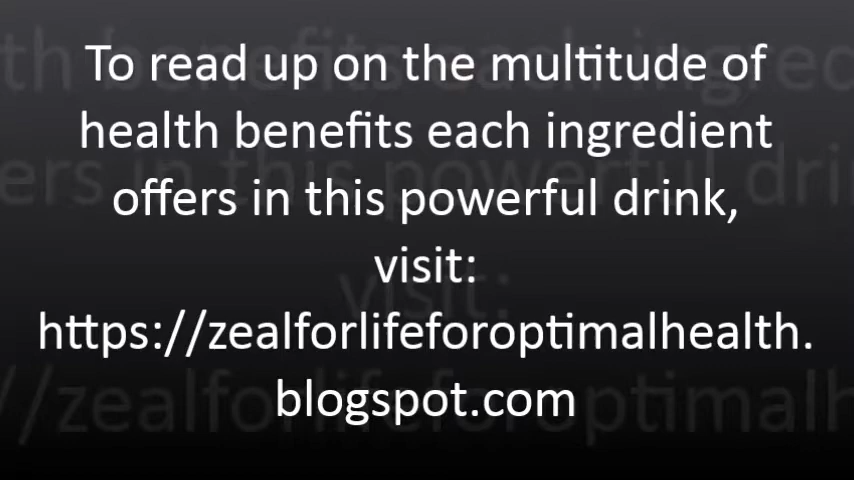 To read up on the multitude of
health benefits each ingredient
offers in this powerful drink,
visit:
https://zealforlifeforoptimalhealth.
blogspot.com